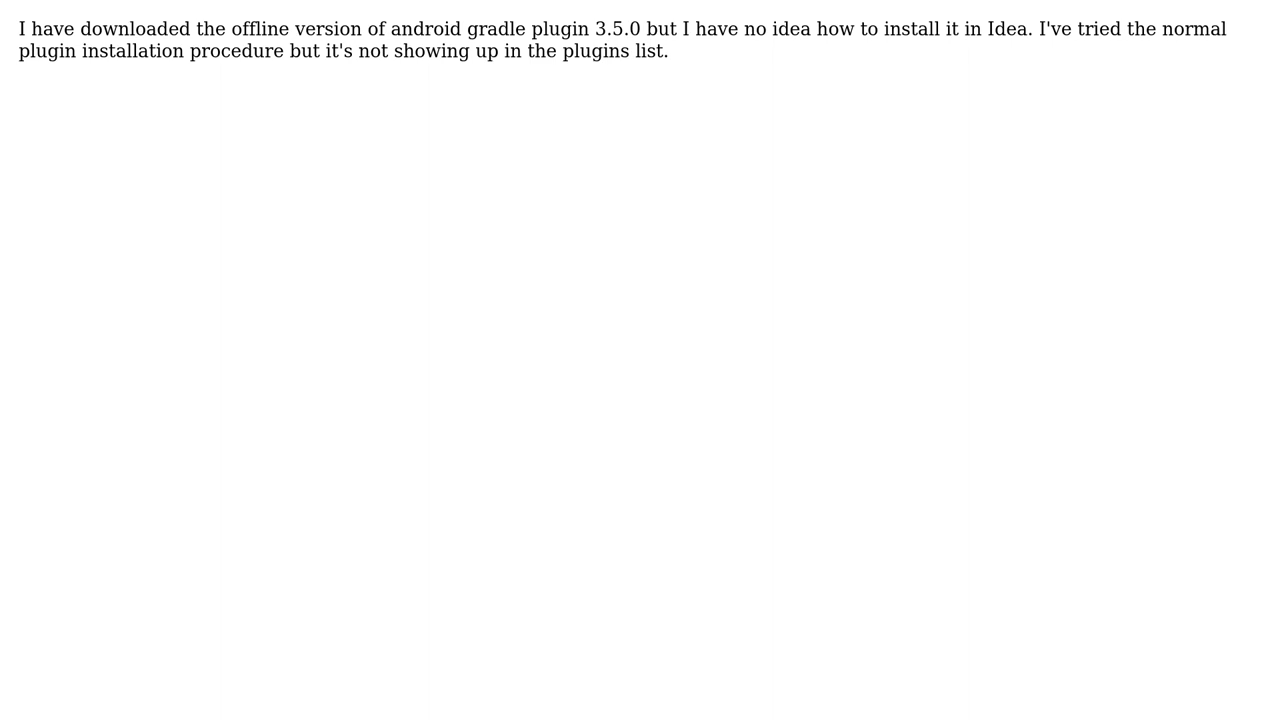 I have downloaded the offline version of android gradle plugin 3.5.0 but I have no idea how to install it in Idea. I've tried the normal
plugin installation procedure but it's not showing up in the plugins list.